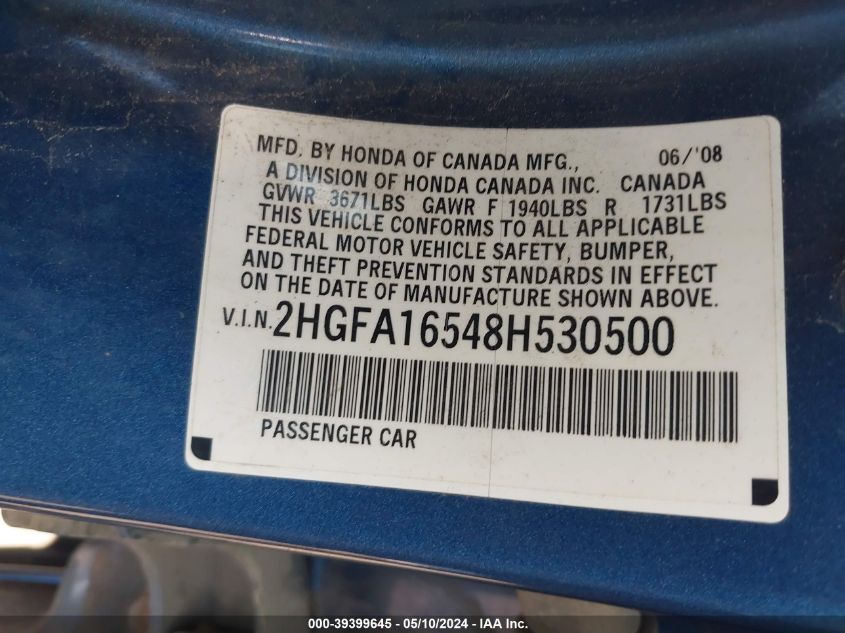 MFD. BY HONDA OF CANADA MFG., 06/'08
A DIVISION OF HONDA CANADA INC. CANADA
GVWR 3671LBS GAWR F 1940LBS R 1731LBS
THIS VEHICLE CONFORMS TO ALL APPLICABLE
FEDERAL MOTOR VEHICLE SAFETY, BUMPER,
AND THEFT PREVENTION STANDARDS IN EFFECT
ON THE DATE OF MANUFACTURE SHOWN ABOVE.
V.I.N. 2HGFA16548H530500
PASSENGER CAR
000-39399645 - 05/10/2024 - IAA Inc.